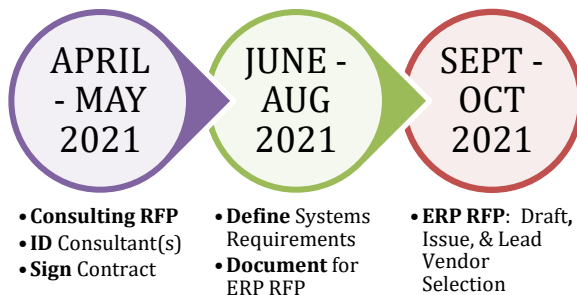 APRIL
- MAY
2021
JUNE -
AUG
2021
SEPT -
OCT
2021
• Consulting RFP
• ID Consultant(s)
• Sign Contract
• Define Systems
Requirements
• Document for
ERP RFP
• ERP RFP: Draft,
Issue, & Lead
Vendor
Selection